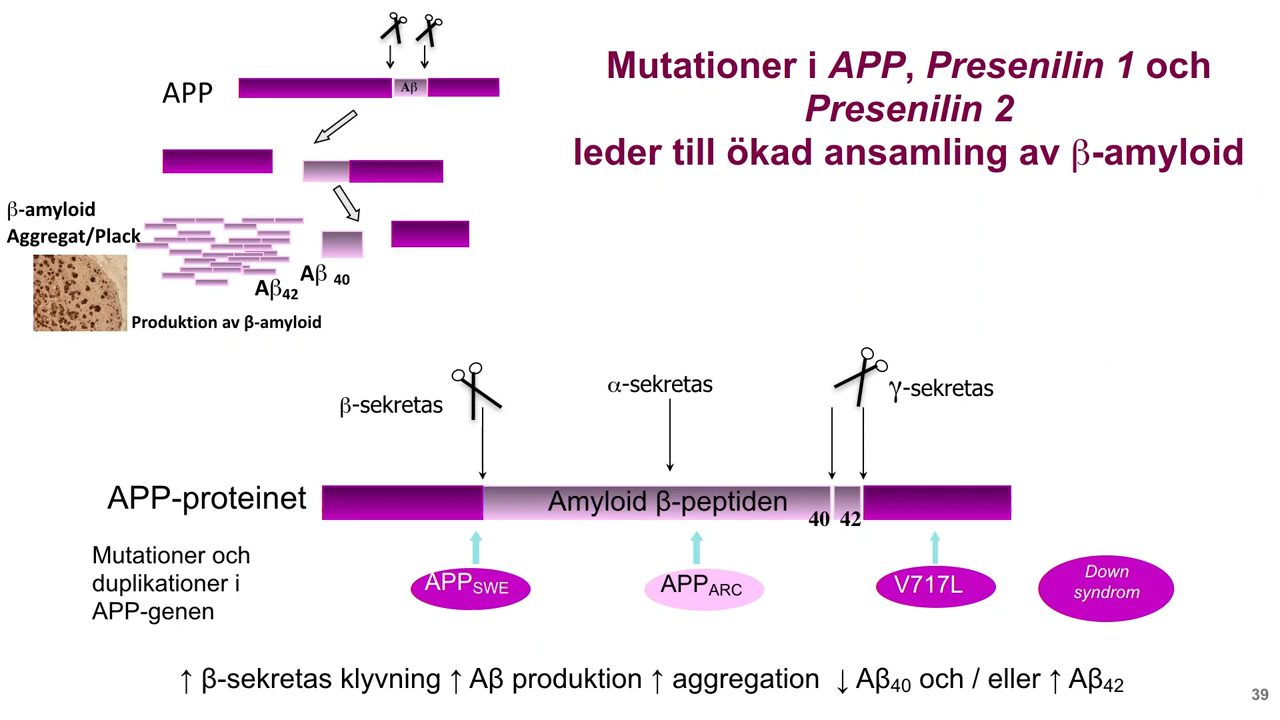 Mutationer i APP, Presenilin 1 och
Presenilin 2
leder till ökad ansamling av β-amyloid
APP
Aβ
β-amyloid
Aggregat/Plack
Aβ42
Aβ 40
Produktion av β-amyloid
β-sekretas
α-sekretas
γ-sekretas
APP-proteinet
Amyloid β-peptiden
40
42
Mutationer och
duplikationer i
APP-genen
APPSWE
APPARC
V717L
Down
syndrom
↑ β-sekretas klyvning ↑ Aβ produktion ↑ aggregation ↓ Aβ40 och / eller ↑ Aβ42
39